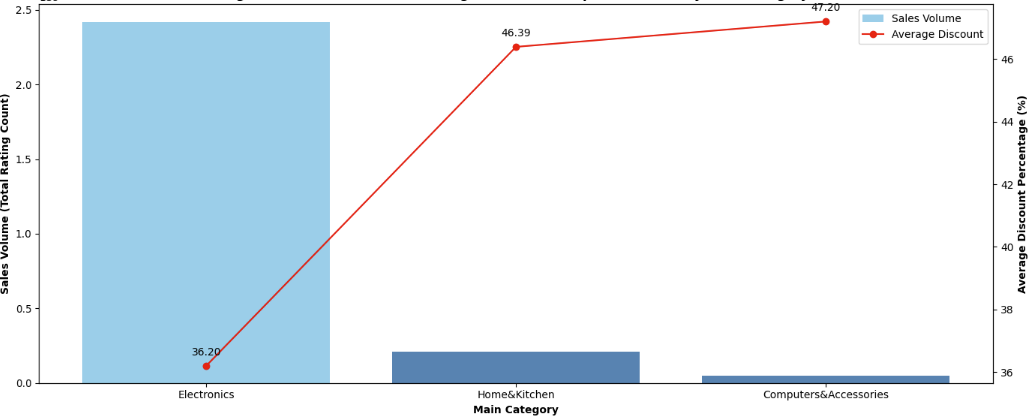 2.5
2.0
1.5
1.0
0.5
0.0
Sales Volume (Total Rating Count)
36.20
46.39
47.20
Sales Volume
Average Discount
46
44
42
40
38
36
Average Discount Percentage (%)
Electronics
Home&Kitchen
Computers&Accessories
Main Category